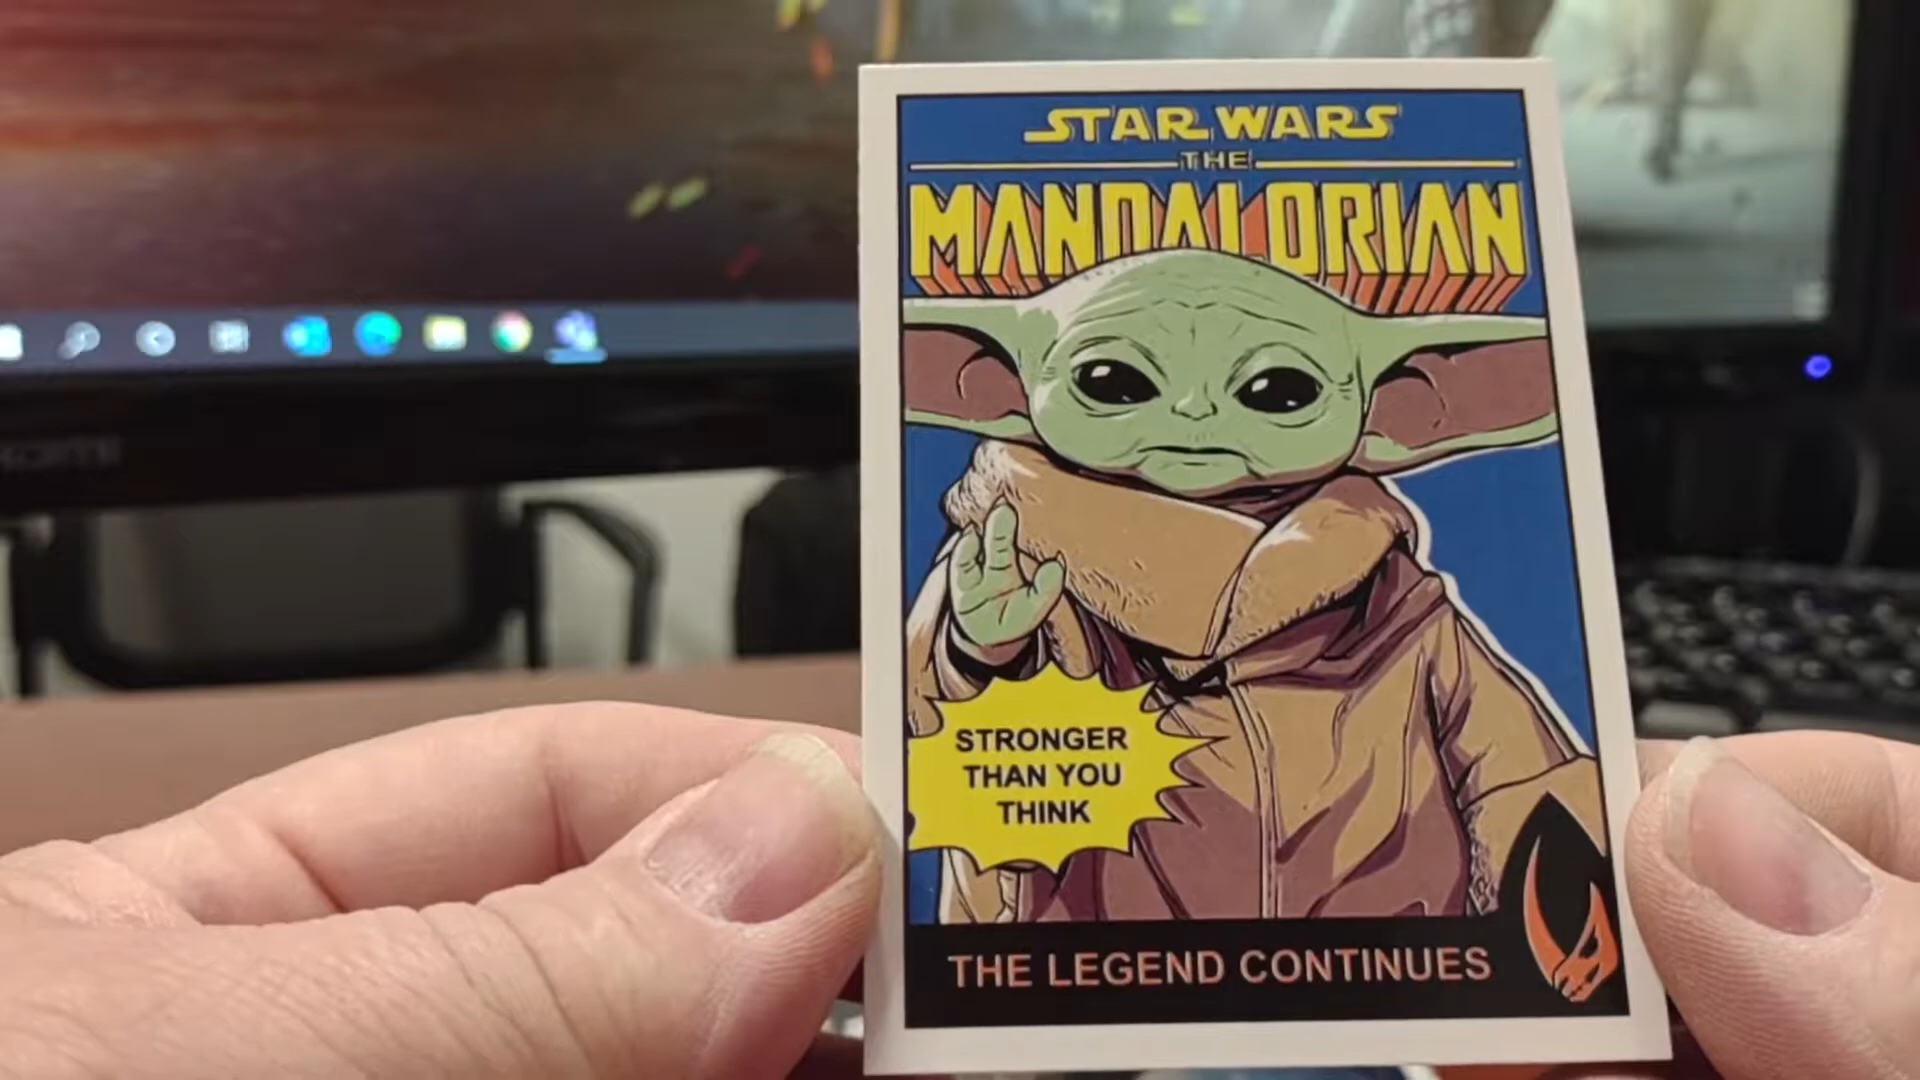 STAR WARS
THE
MANDALORIAN
STRONGER
THAN YOU
THINK
THE LEGEND CONTINUES